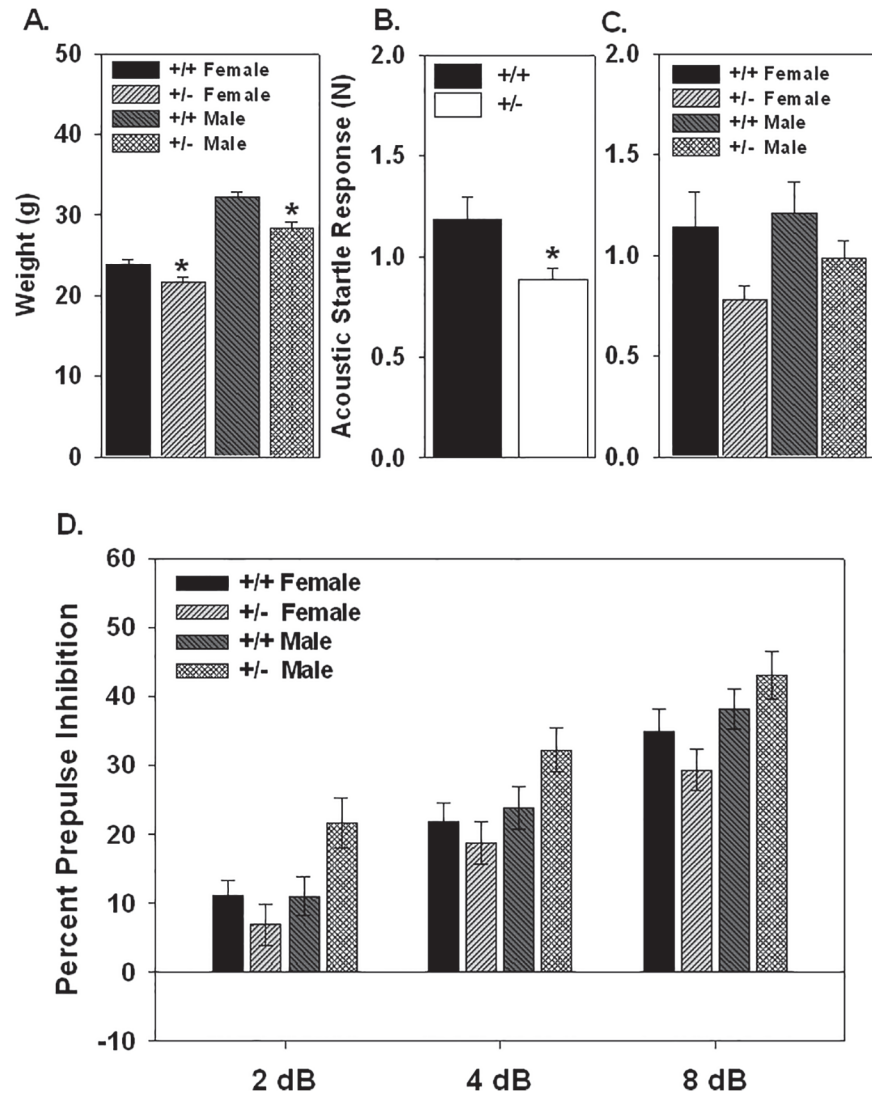 A.
Weight (g)
50
40
30
20
10
0
+/+ Female
+/- Female
+/+ Male
+/- Male
*
*
B.
Acoustic Startle Response (N)
2.0
1.5
1.0
0.5
0.0
+/+
+/-
*
C.
2.0
1.5
1.0
0.5
0.0
+/+ Female
+/- Female
+/+ Male
+/- Male
D.
Percent Prepulse Inhibition
60
50
40
30
20
10
0
-10
+/+ Female
+/- Female
+/+ Male
+/- Male
2 dB
4 dB
8 dB